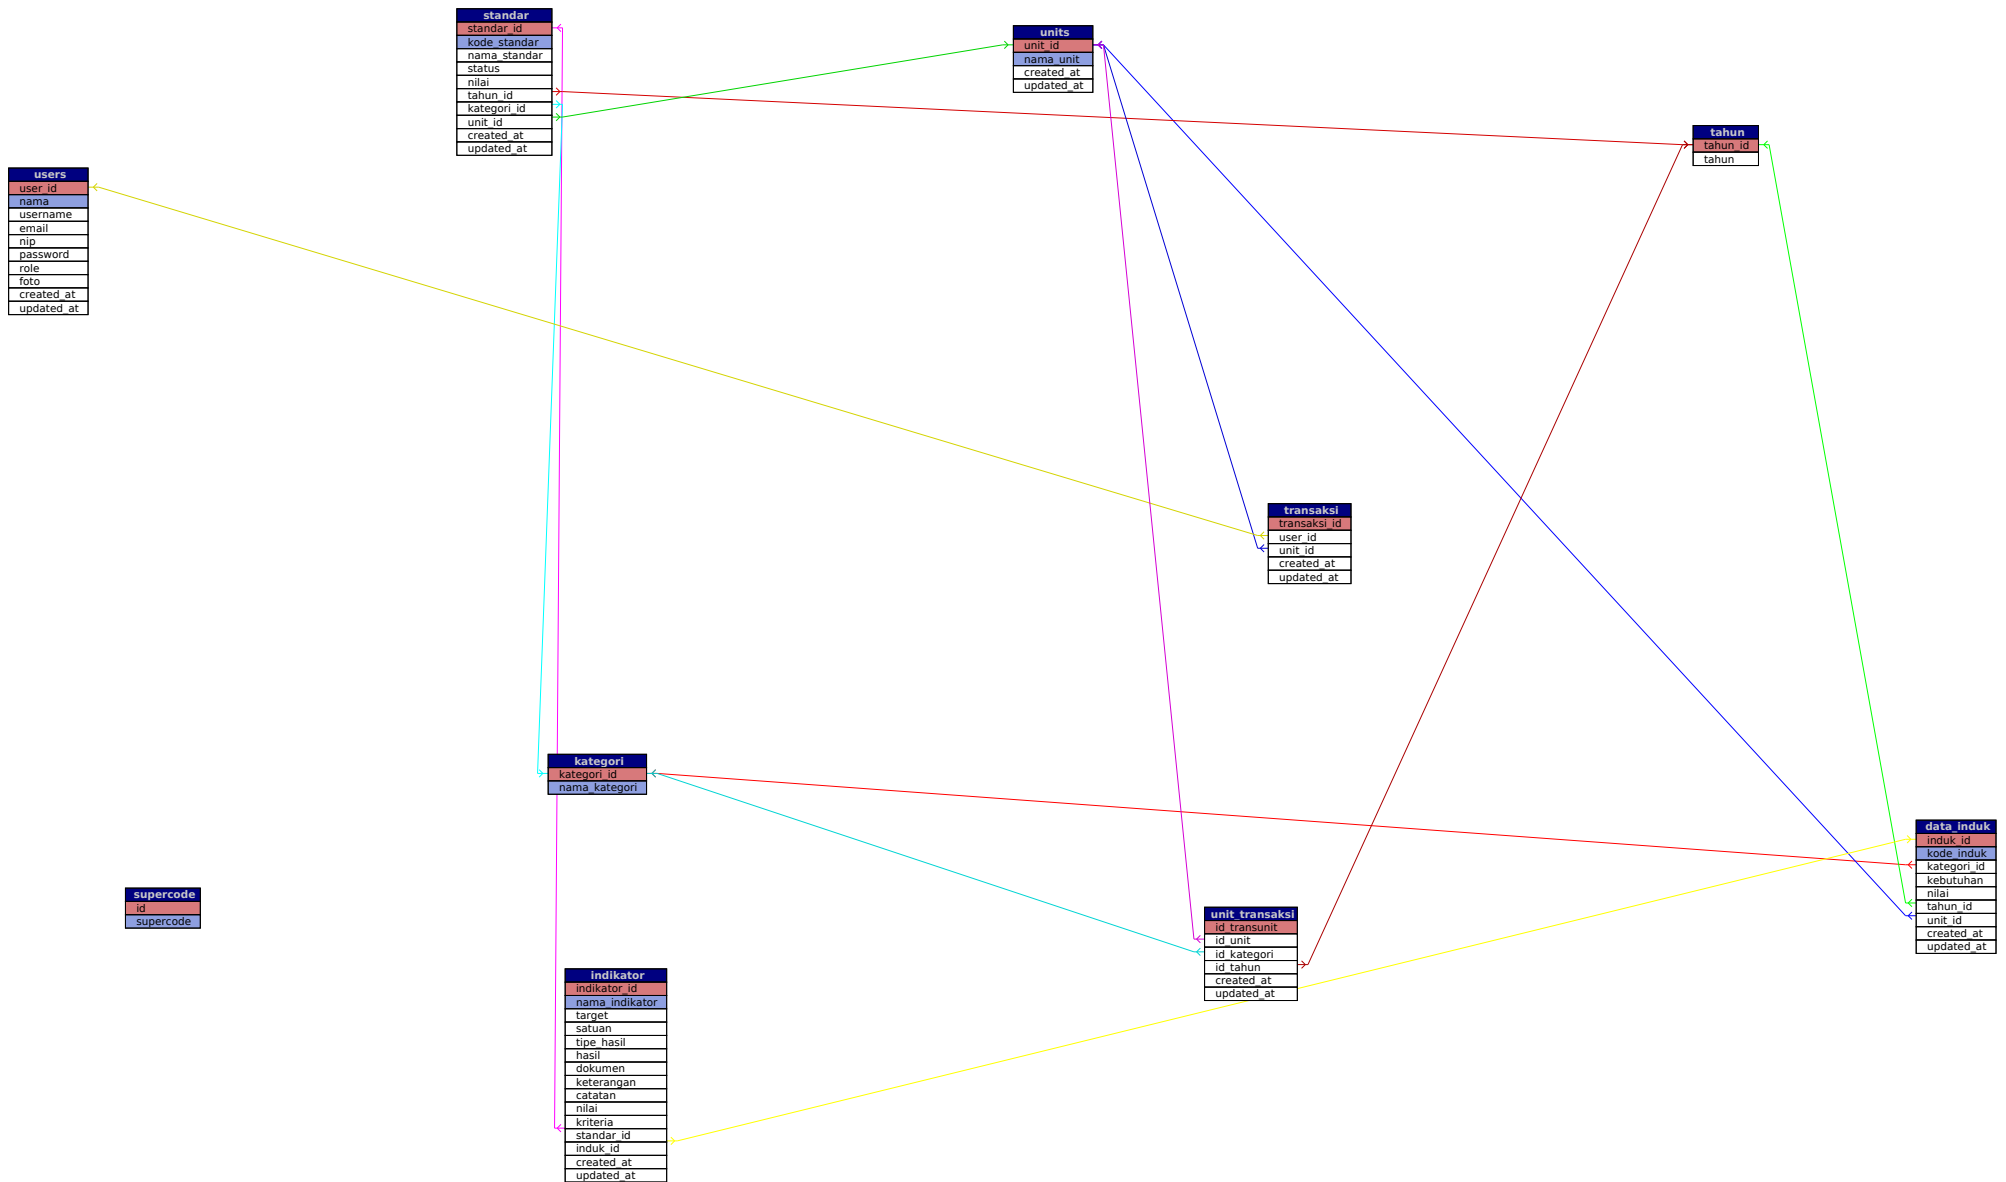 standar
standar_id
kode_standar
nama_standar
status
nilai
tahun_id
kategori_id
unit_id
created_at
updated_at
units
unit_id
nama_unit
created_at
updated_at
tahun
tahun_id
tahun
users
user_id
nama
username
email
nip
password
role
foto
created_at
updated_at
transaksi
transaksi_id
user_id
unit_id
created_at
updated_at
kategori
kategori_id
nama_kategori
data_induk
induk_id
kode_induk
kategori_id
kebutuhan
nilai
tahun_id
unit_id
created_at
updated_at
supercode
id
supercode
unit_transaksi
id_transunit
id_unit
id_kategori
id_tahun
created_at
updated_at
indikator
indikator_id
nama_indikator
target
satuan
tipe_hasil
hasil
dokumen
keterangan
catatan
nilai
kriteria
standar_id
induk_id
created_at
updated_at